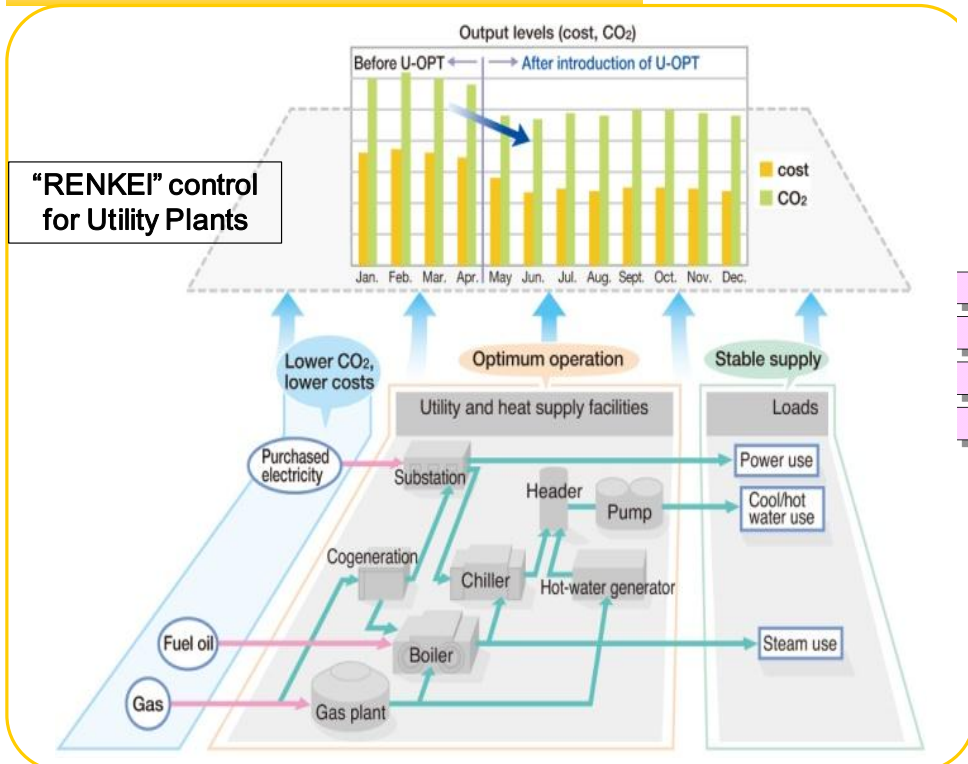 Output levels (cost, CO₂)
Before U-OPT
After introduction of U-OPT
“RENKEI” control
for Utility Plants
cost
CO₂
Jan. Feb. Mar. Apr. May Jun. Jul. Aug. Sept. Oct. Nov. Dec.
Lower CO₂,
lower costs
Optimum operation
Stable supply
Utility and heat supply facilities
Loads
Purchased
electricity
Substation
Power use
Header
Pump
Cool/hot
water use
Cogeneration
Chiller
Hot-water generator
Fuel oil
Boiler
Steam use
Gas
Gas plant